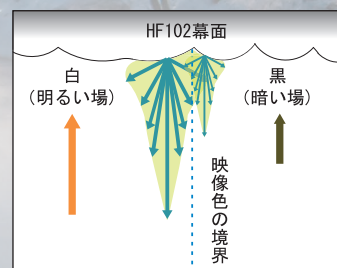 HF102幕面
白
（明るい場）
黒
（暗い場）
映像色の境界